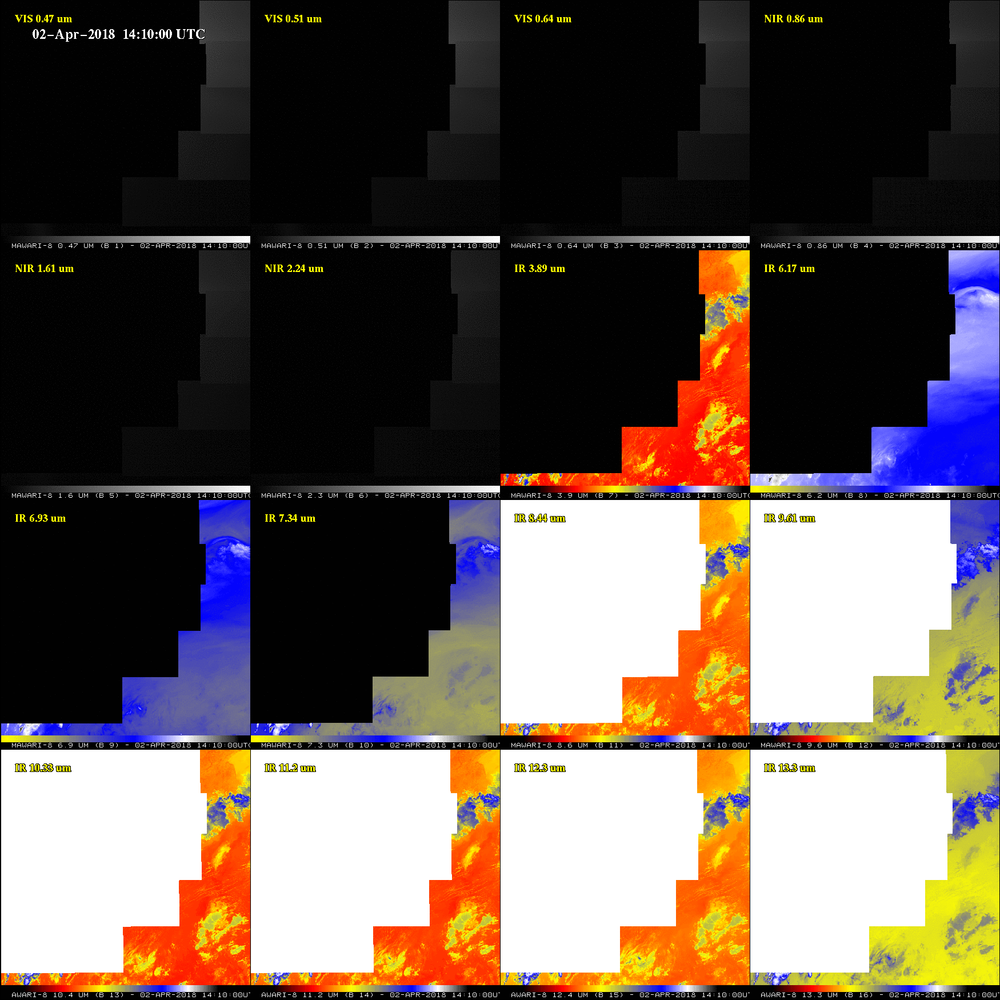 VIS 0.47 um
02-Apr-2018 14:10:00 UTC
VIS 0.51 um
VIS 0.64 um
NIR 0.86 um
MAWARI-8 0.47 UM (B 1) - 02-APR-2018 14:10:00UT
MAWARI-8 0.51 UM (B 2) - 02-APR-2018 14:10:00UT
MAWARI-8 0.64 UM (B 3) - 02-APR-2018 14:10:00UT
MAWARI-8 0.86 UM (B 4) - 02-APR-2018 14:10:00UT
NIR 1.61 um
NIR 2.24 um
IR 3.89 um
IR 6.17 um
MAWARI-8 1.6 UM (B 5) - 02-APR-2018 14:10:00UTC
MAWARI-8 2.3 UM (B 6) - 02-APR-2018 14:10:00UTC
MAWARI-8 3.9 UM (B 7) - 02-APR-2018 14:10:00UTC
MAWARI-8 6.2 UM (B 8) - 02-APR-2018 14:10:00UTC
IR 6.93 um
IR 7.34 um
IR 8.44 um
IR 9.61 um
MAWARI-8 6.9 UM (B 9) - 02-APR-2018 14:10:00UTC
MAWARI-8 7.3 UM (B 10) - 02-APR-2018 14:10:00UT
MAWARI-8 8.6 UM (B 11) - 02-APR-2018 14:10:00UT
MAWARI-8 9.6 UM (B 12) - 02-APR-2018 14:10:00UT
IR 10.33 um
IR 11.2 um
IR 12.3 um
IR 13.3 um
AWARI-8 10.4 UM (B 13) - 02-APR-2018 14:10:00UT
AWARI-8 11.2 UM (B 14) - 02-APR-2018 14:10:00UT
AWARI-8 12.4 UM (B 15) - 02-APR-2018 14:10:00UT
AWARI-8 13.3 UM (B 16) - 02-APR-2018 14:10:00UT